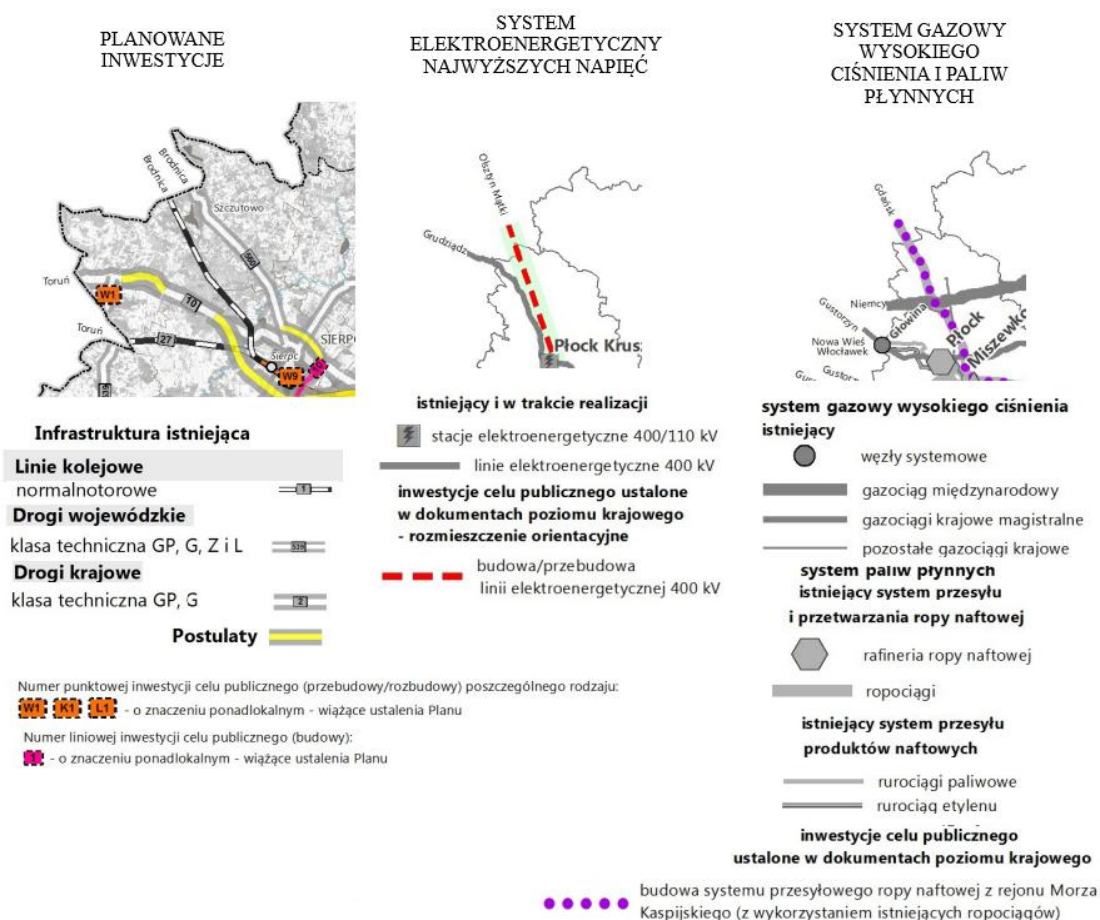 PLANOWANE
INWESTYCJE
SYSTEM
ELEKTROENERGETYCZNY
NAJWYŻSZYCH NAPIĘĆ
SYSTEM GAZOWY
WYSOKIEGO
CIŚNIENIA I PALIW
PŁYNNYCH
Brodnica
Brodnica
Szczutowo
560
Toruń
W1
10
Toruń
27
Sierpc
SIERPC
W9
Olsztyn Mątki
Grudziądz
Płock Krus
Gdańsk
Niemcy
Gustorzyn
Głowina
Nowa Wieś
Włocławek
Płock
Miszewko
Gustorz
infrastruktura istniejąca
Linie kolejowe
normalnotorowe
1
Drogi wojewódzkie
klasa techniczna GP, G, Z i L
Drogi krajowe
klasa techniczna GP, G
2
Postulaty
Numer punktowej inwestycji celu publicznego (przebudowy/rozbudowy) poszczególnego rodzaju:
W1 K1 L1 - o znaczeniu ponadlokalnym - wiążące ustalenia Planu
Numer liniowej inwestycji celu publicznego (budowy):
1 - o znaczeniu ponadlokalnym - wiążące ustalenia Planu
istniejący i w trakcie realizacji
stacje elektroenergetyczne 400/110 kV
linie elektroenergetyczne 400 kV
inwestycje celu publicznego ustalone
w dokumentach poziomu krajowego
- rozmieszczenie orientacyjne
budowa/przebudowa
linii elektroenergetycznej 400 kV
system gazowy wysokiego ciśnienia
istniejący
węzły systemowe
gazociąg międzynarodowy
gazociągi krajowe magistralne
pozostałe gazociągi krajowe
system paliw płynnych
istniejący system przesyłu
i przetwarzania ropy naftowej
rafineria ropy naftowej
ropociągi
istniejący system przesyłu
produktów naftowych
rurociągi paliwowe
rurociąg etylenu
inwestycje celu publicznego
ustalone w dokumentach poziomu krajowego
budowa systemu przesyłowego ropy naftowej z rejonu Morza
Kaspijskiego (z wykorzystaniem istniejących ropociągów)